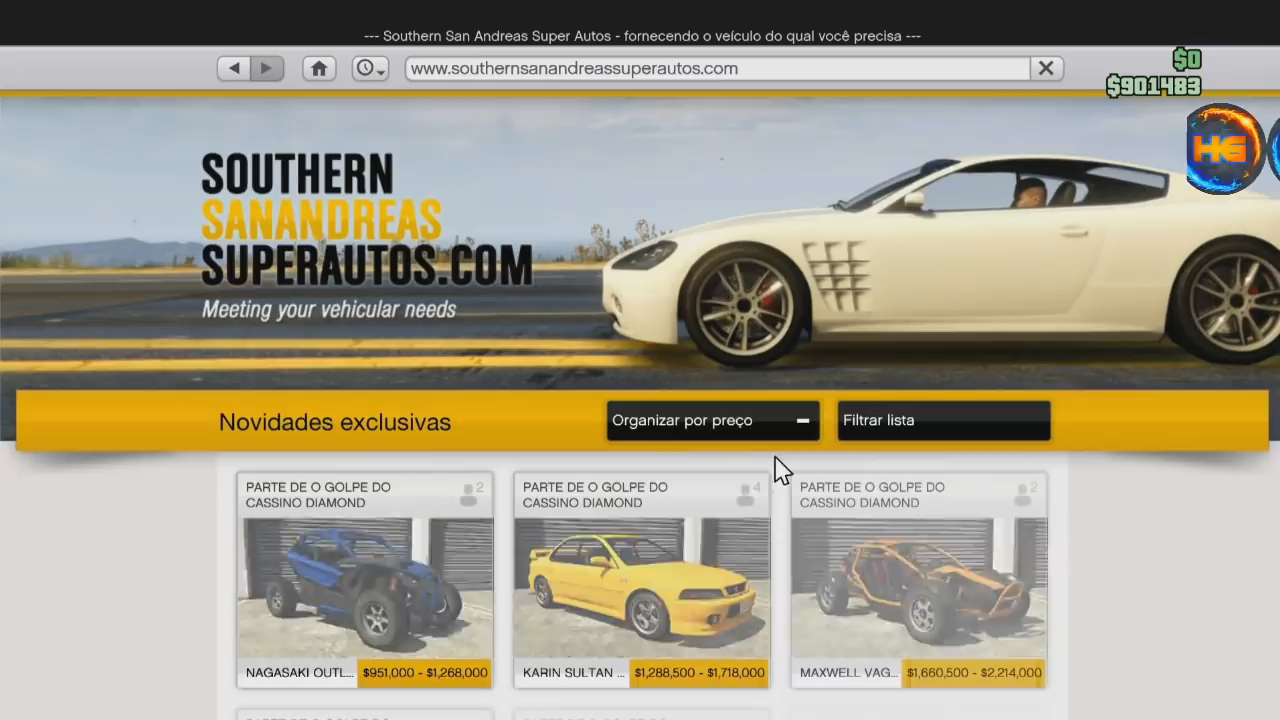 --- Southern San Andreas Super Autos - fornecendo o veículo do qual você precisa ---
www.southernsanandreassuperautos.com
$0
$901483
HG
SOUTHERN
SANANDREAS
SUPERAUTOS.COM
Meeting your vehicular needs
Novidades exclusivas
Organizar por preço
Filtrar lista
PARTE DE O GOLPE DO
CASSINO DIAMOND
2
PARTE DE O GOLPE DO
CASSINO DIAMOND
4
PARTE DE O GOLPE DO
CASSINO DIAMOND
2
NAGASAKI OUTL... $951,000 - $1,268,000
KARIN SULTAN ... $1,288,500 - $1,718,000
MAXWELL VAG... $1,660,500 - $2,214,000